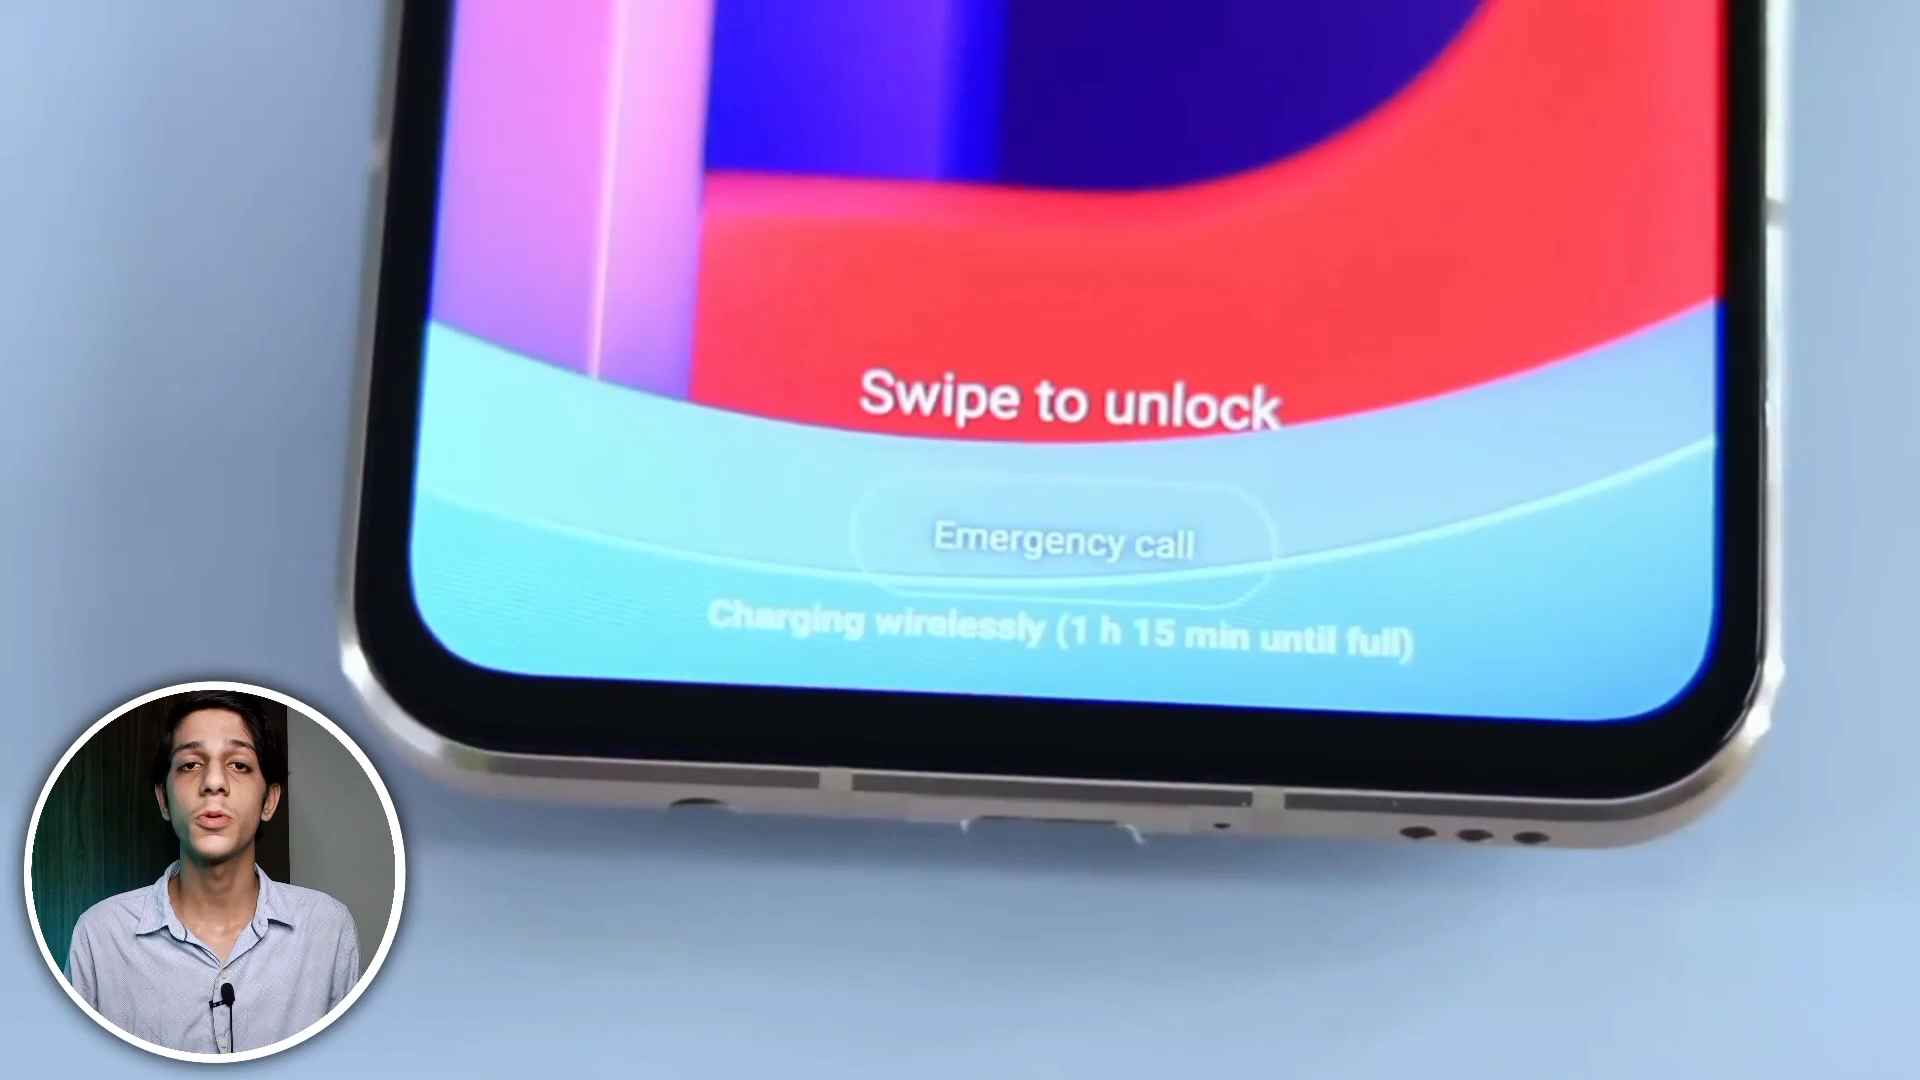 Swipe to unlock
Emergency call
Charging wirelessly (1 h 15 min until full)